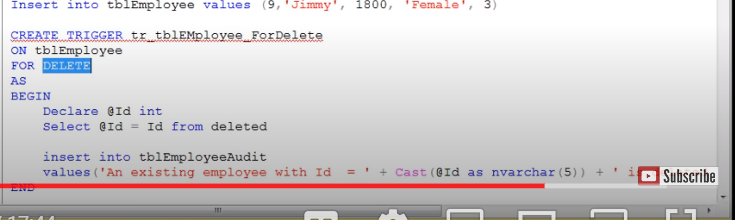 Insert into tblEmployee values (9,'Jimmy', 1800, 'Female', 3)
CREATE TRIGGER tr_tblEMployee_ForDelete
ON tblEmployee
FOR DELETE
AS
BEGIN
Declare @Id int
Select @Id = Id from deleted
insert into tblEmployeeAudit
values('An existing employee with Id  = ' + Cast(@Id as nvarchar(5)) + ' is
Subscribe
END
17:44